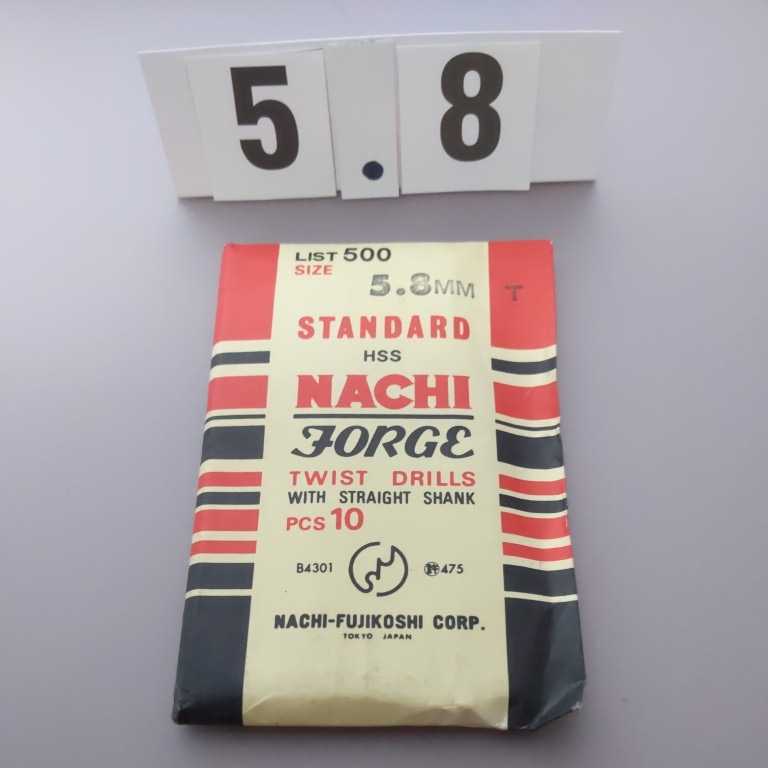 5.8
LIST 500
SIZE 5.8MM T
STANDARD
HSS
NACHI
FORGE
TWIST DRILLS
WITH STRAIGHT SHANK
PCS 10
B4301 475
NACHI-FUJIKOSHI CORP.
TOKYO JAPAN